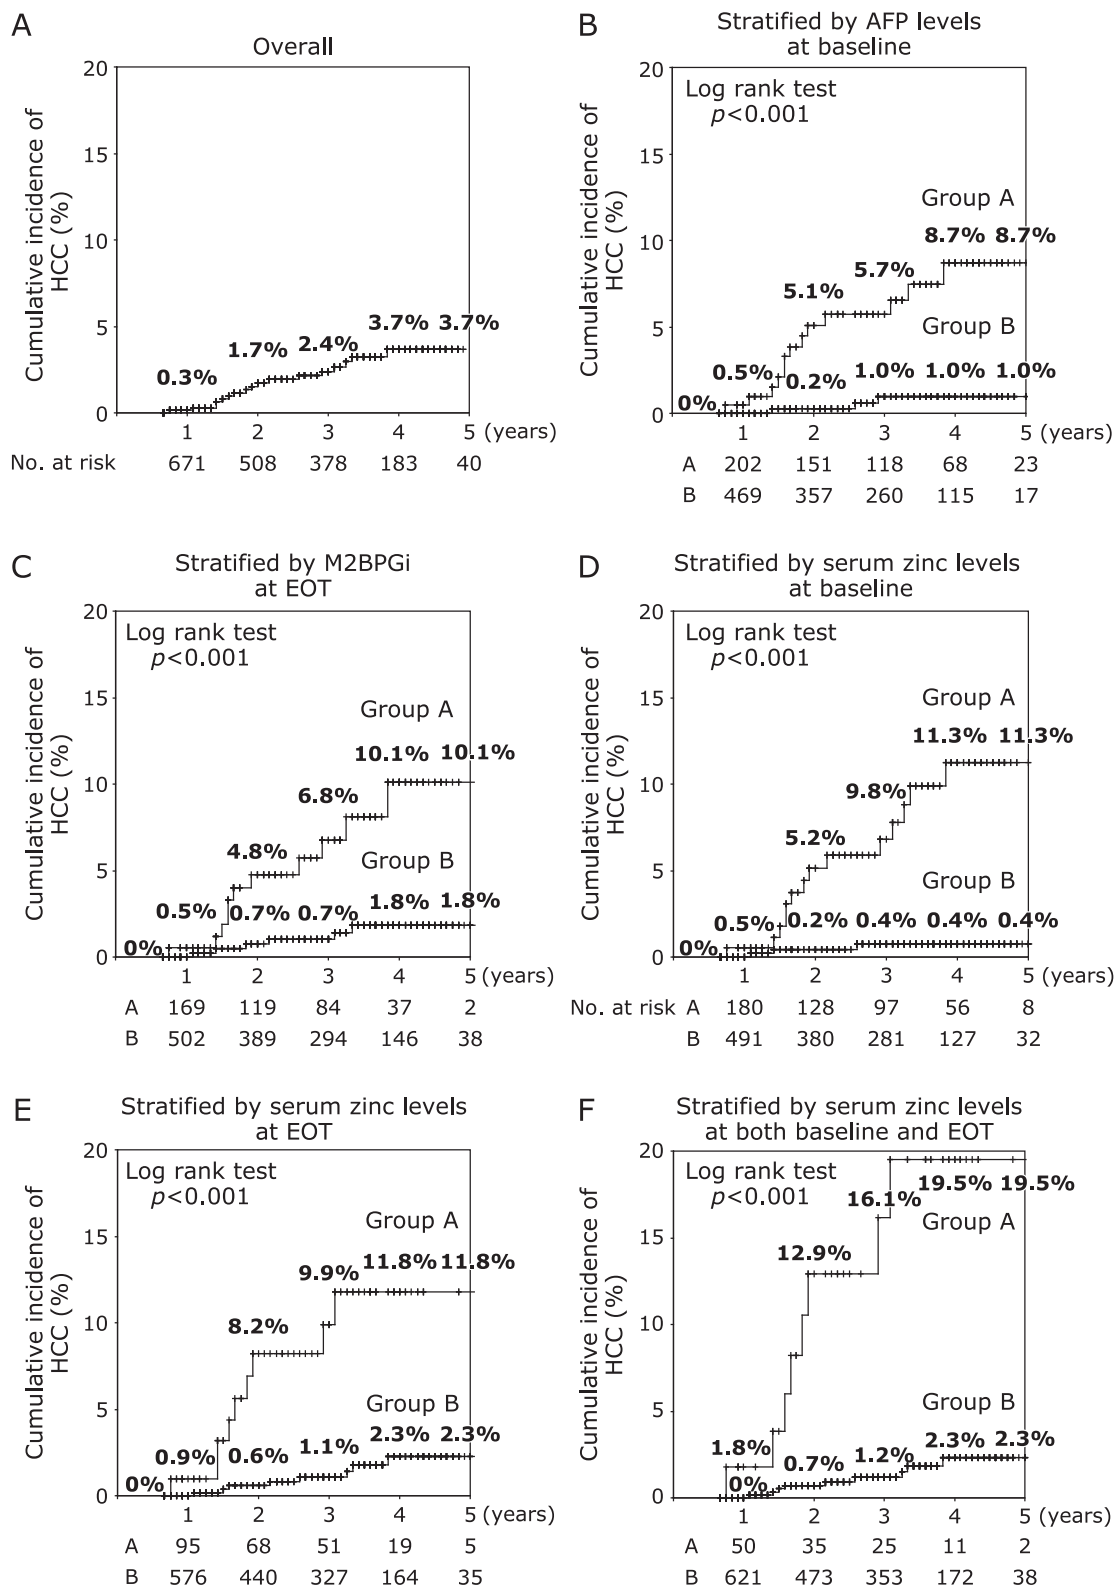 A
Overall
Cumulative incidence of
HCC (%)
20
15
10
5
0
0.3%
1.7%
2.4%
3.7% 3.7%
1 2 3 4 5 (years)
No. at risk 671 508 378 183 40
B
Stratified by AFP levels
at baseline
Cumulative incidence of
HCC (%)
20
15
10
5
0
Log rank test
p<0.001
Group A
8.7% 8.7%
5.7%
5.1%
0.5%
Group B
0% 0.2% 1.0% 1.0% 1.0%
1 2 3 4 5 (years)
A 202 151 118 68 23
B 469 357 260 115 17
C
Stratified by M2BPGi
at EOT
Cumulative incidence of
HCC (%)
20
15
10
5
0
Log rank test
p<0.001
Group A
10.1% 10.1%
6.8%
4.8%
0.5%
Group B
0% 0.7% 0.7% 1.8% 1.8%
1 2 3 4 5 (years)
A 169 119 84 37 2
B 502 389 294 146 38
D
Stratified by serum zinc levels
at baseline
Cumulative incidence of
HCC (%)
20
15
10
5
0
Log rank test
p<0.001
Group A
11.3% 11.3%
9.8%
5.2%
0.5%
Group B
0% 0.2% 0.4% 0.4% 0.4%
1 2 3 4 5 (years)
No. at risk A 180 128 97 56 8
B 491 380 281 127 32
E
Stratified by serum zinc levels
at EOT
Cumulative incidence of
HCC (%)
20
15
10
5
0
Log rank test
p<0.001
Group A
11.8% 11.8%
9.9%
8.2%
0.9%
Group B
0% 0.6% 1.1% 2.3% 2.3%
1 2 3 4 5 (years)
A 95 68 51 19 5
B 576 440 327 164 35
F
Stratified by serum zinc levels
at both baseline and EOT
Cumulative incidence of
HCC (%)
20
15
10
5
0
Log rank test
p<0.001
16.1% 19.5% 19.5%
Group A
12.9%
1.8%
Group B
0% 0.7% 1.2% 2.3% 2.3%
1 2 3 4 5 (years)
A 50 35 25 11 2
B 621 473 353 172 38